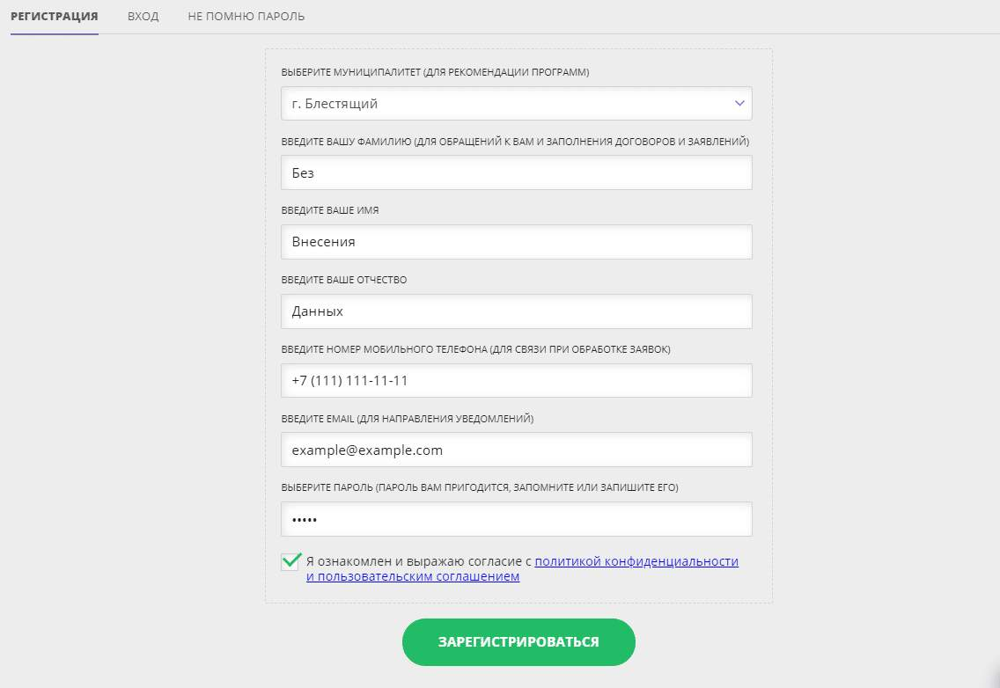 РЕГИСТРАЦИЯ ВХОД НЕ ПОМНЮ ПАРОЛЬ
ВЫБЕРИТЕ МУНИЦИПАЛИТЕТ (ДЛЯ РЕКОМЕНДАЦИИ ПРОГРАММ)
г. Блестящий
ВВЕДИТЕ ВАШУ ФАМИЛИЮ (ДЛЯ ОБРАЩЕНИЙ К ВАМ И ЗАПОЛНЕНИЯ ДОГОВОРОВ И ЗАЯВЛЕНИЙ)
Без
ВВЕДИТЕ ВАШЕ ИМЯ
Внесения
ВВЕДИТЕ ВАШЕ ОТЧЕСТВО
Данных
ВВЕДИТЕ НОМЕР МОБИЛЬНОГО ТЕЛЕФОНА (ДЛЯ СВЯЗИ ПРИ ОБРАБОТКЕ ЗАЯВОК)
+7 (111) 111-11-11
ВВЕДИТЕ EMAIL (ДЛЯ НАПРАВЛЕНИЯ УВЕДОМЛЕНИЙ)
example@example.com
ВЫБЕРИТЕ ПАРОЛЬ (ПАРОЛЬ ВАМ ПРИГОДИТСЯ, ЗАПОМНИТЕ ИЛИ ЗАПИШИТЕ ЕГО)
•••••
Я ознакомлен и выражаю согласие с политикой конфиденциальности
и пользовательским соглашением
ЗАРЕГИСТРИРОВАТЬСЯ